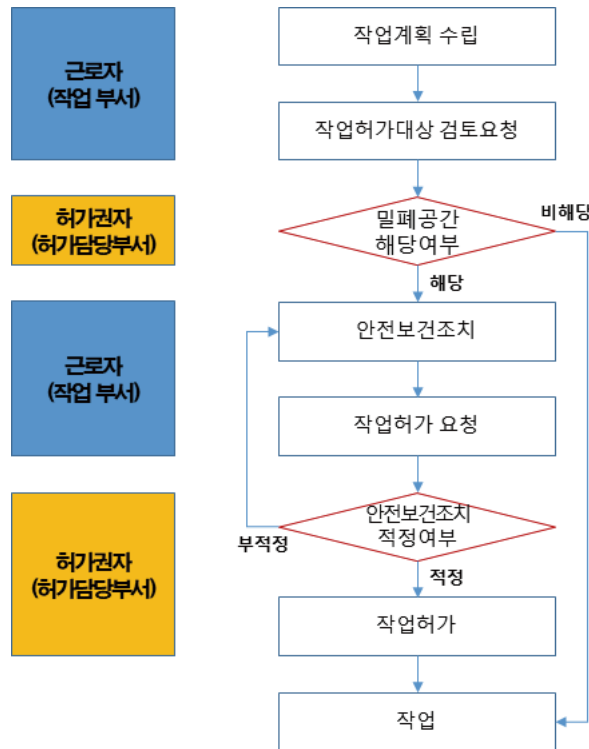 작업계획 수립
근로자
(작업 부서)
작업허가대상 검토요청
허가권자
(허가담당부서)
밀폐공간
해당여부
비해당
해당
근로자
(작업 부서)
안전보건조치
작업허가 요청
허가권자
(허가담당부서)
안전보건조치
적정여부
부적정
적정
작업허가
작업